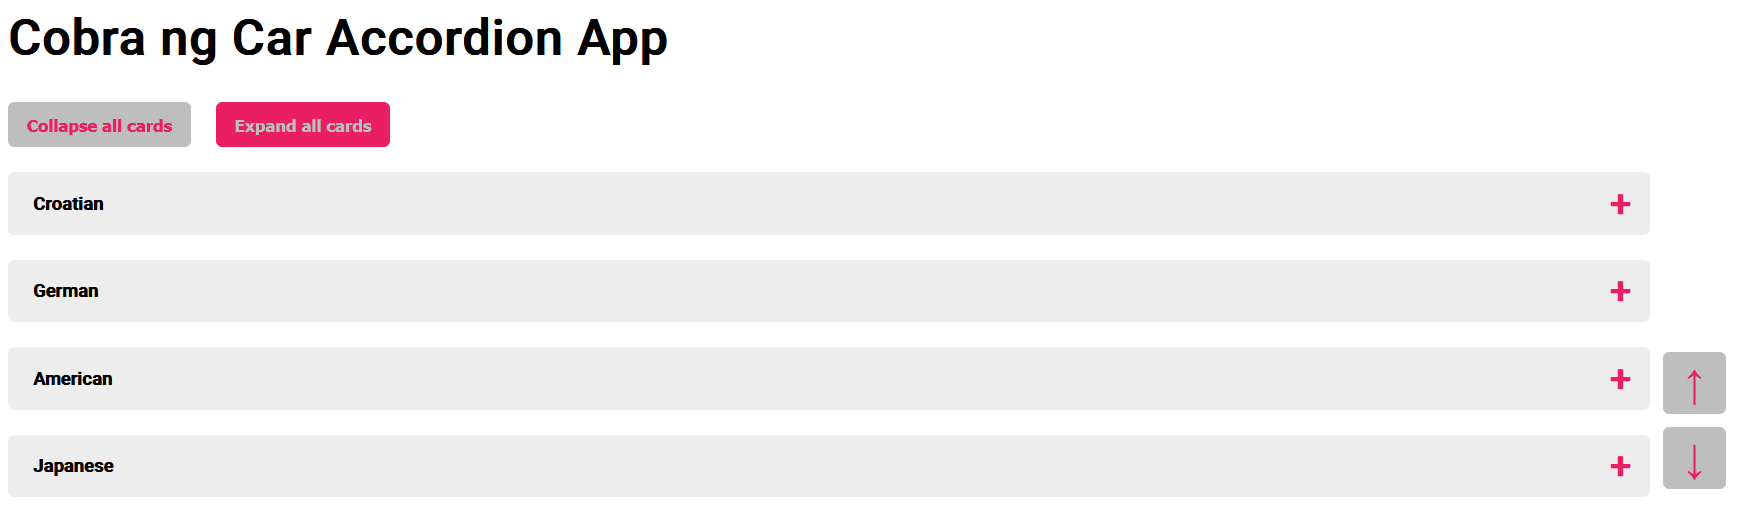 Cobra ng Car Accordion App
Collapse all cards
Expand all cards
Croatian +
German +
American +
↑
Japanese +
↓